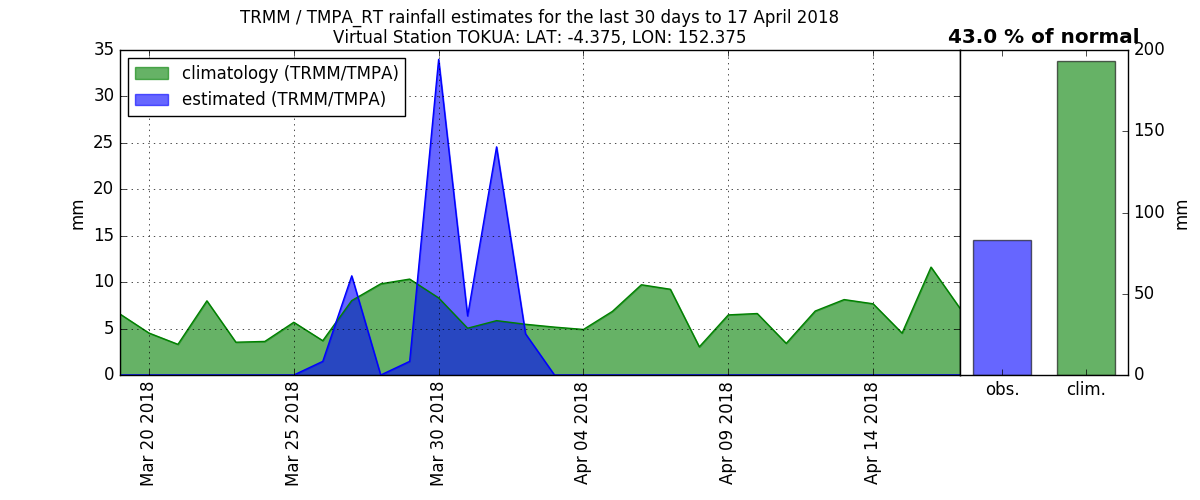 TRMM / TMPA_RT rainfall estimates for the last 30 days to 17 April 2018
Virtual Station TOKUA: LAT: -4.375, LON: 152.375
43.0 % of normal
climatology (TRMM/TMPA)
estimated (TRMM/TMPA)
35
30
25
20
15
10
5
0
mm
Mar 20 2018
Mar 25 2018
Mar 30 2018
Apr 04 2018
Apr 09 2018
Apr 14 2018
200
150
100
50
0
mm
obs.
clim.